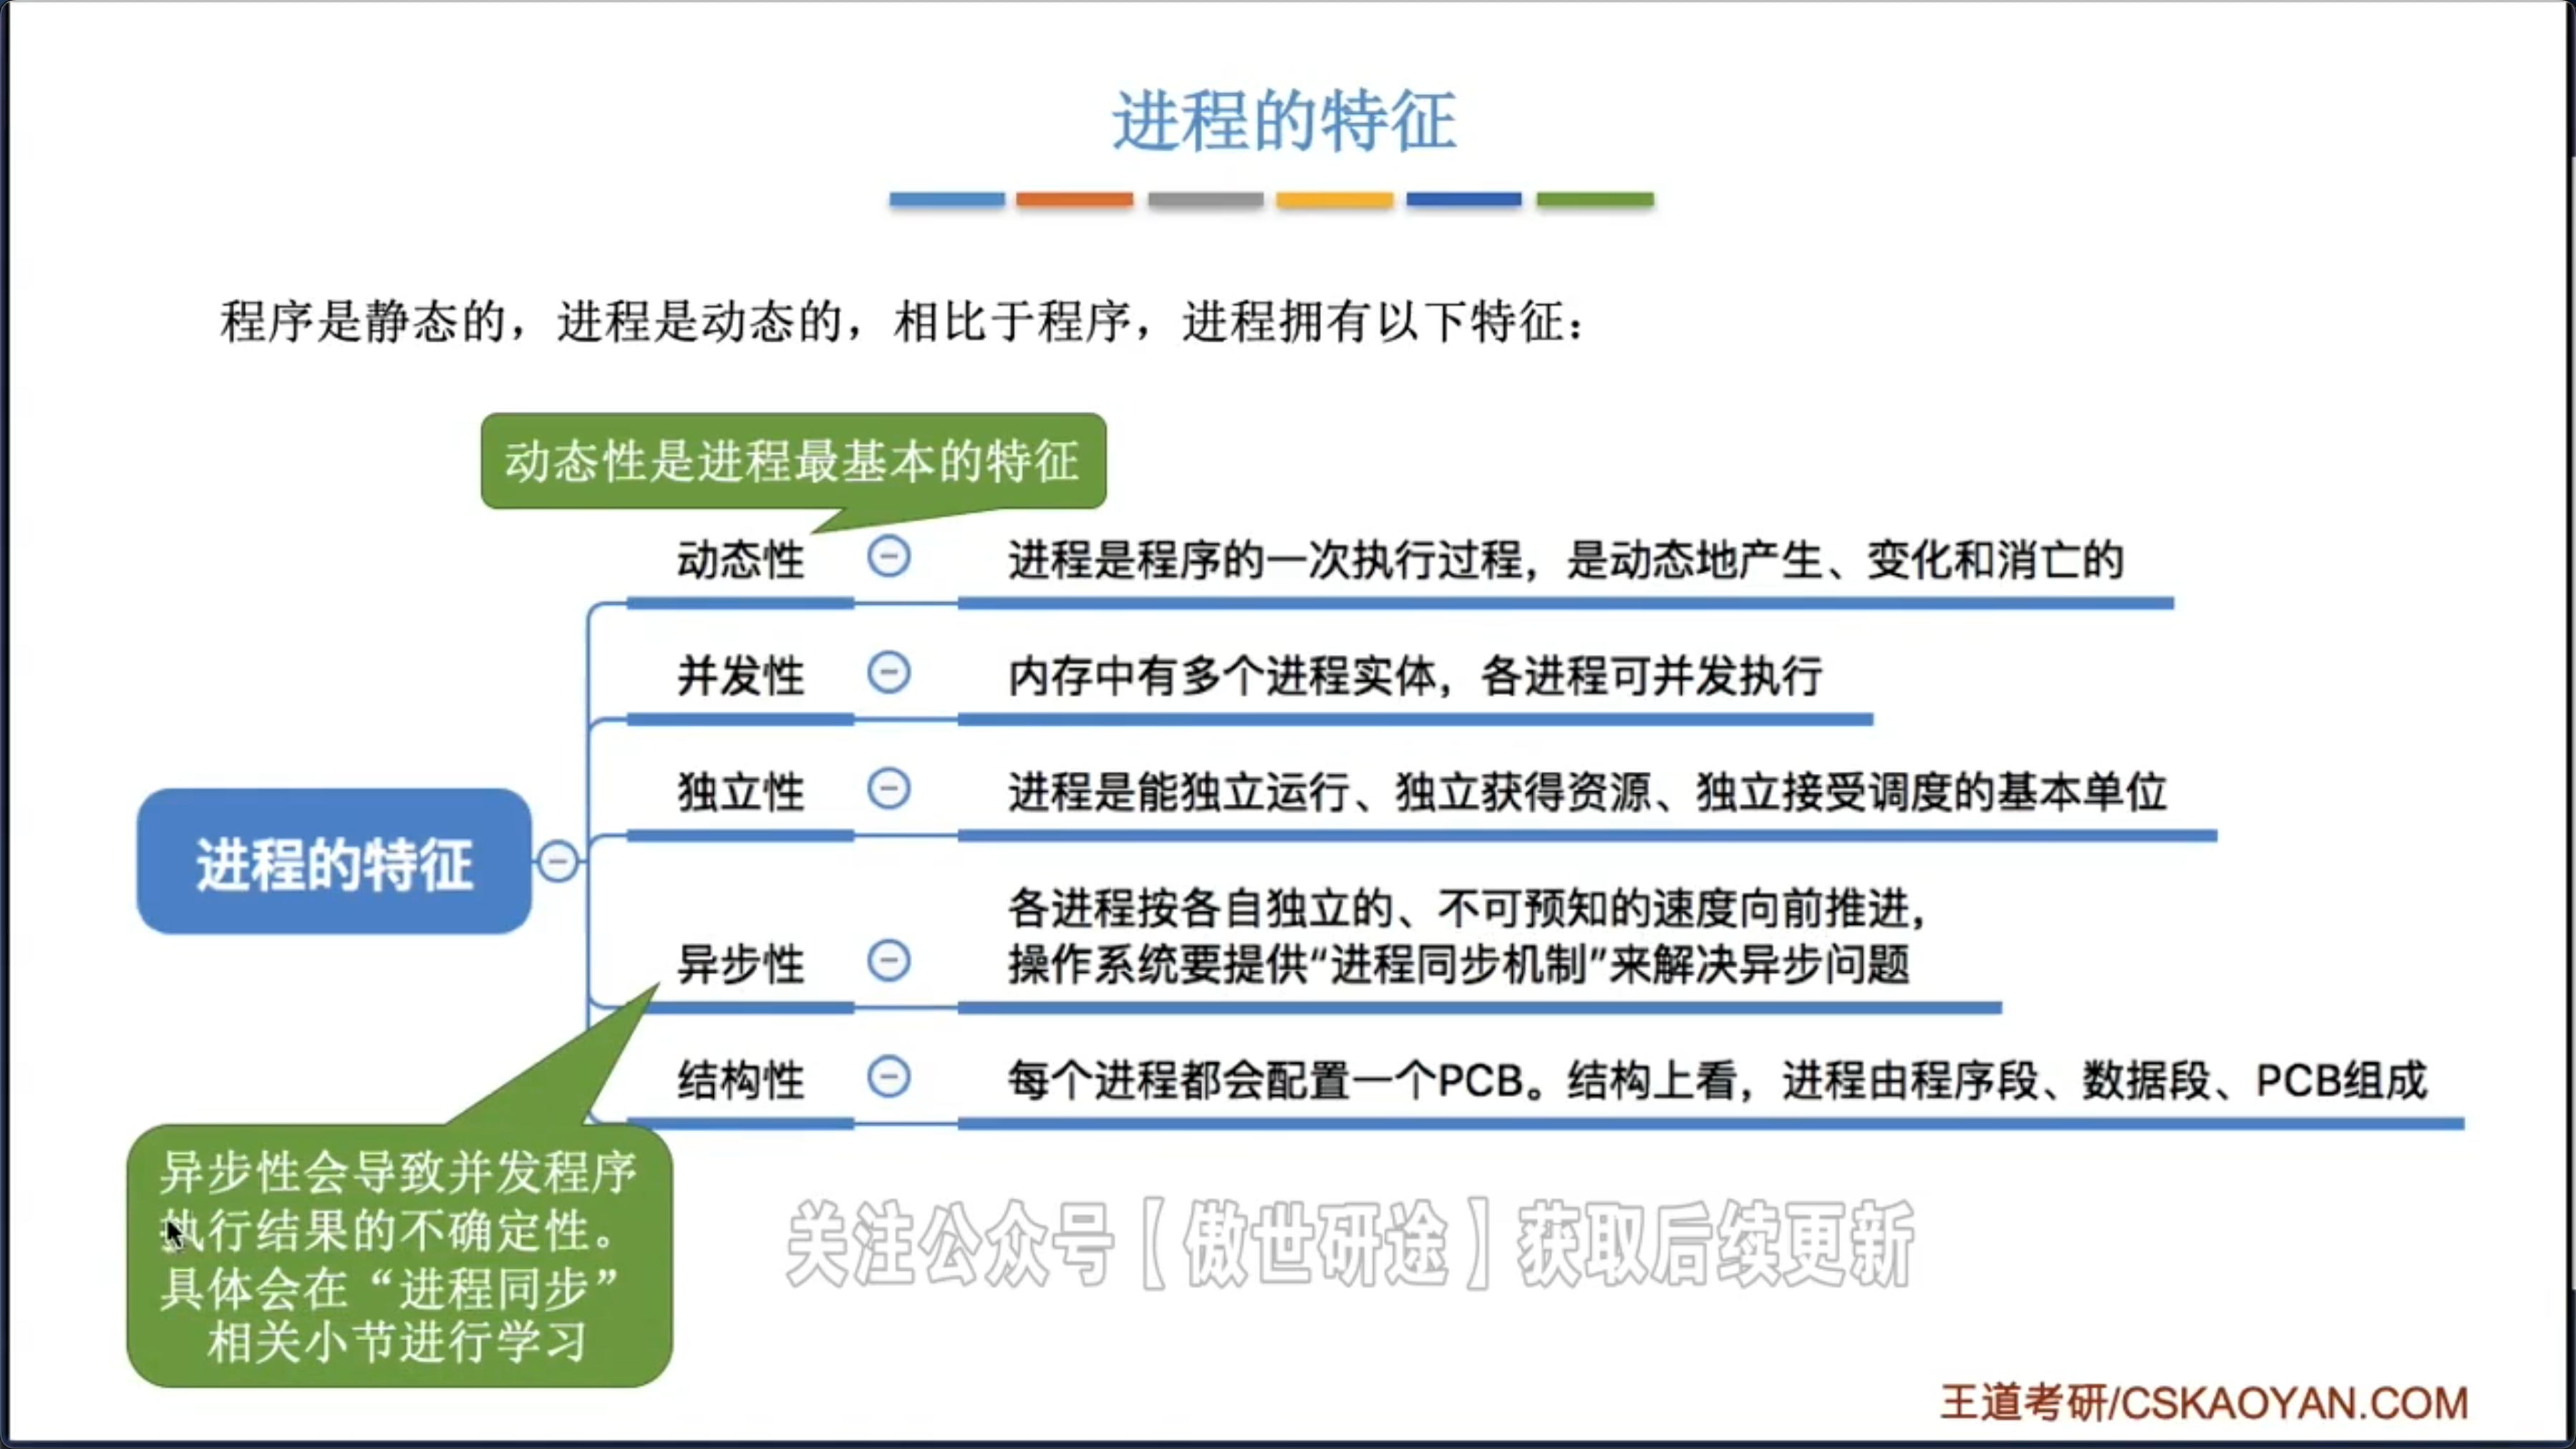 进程的特征
程序是静态的，进程是动态的，相比于程序，进程拥有以下特征：
动态性是进程最基本的特征
动态性
进程是程序的一次执行过程，是动态地产生、变化和消亡的
并发性
内存中有多个进程实体，各进程可并发执行
独立性
进程是能独立运行、独立获得资源、独立接受调度的基本单位
进程的特征
异步性
各进程按各自独立的、不可预知的速度向前推进，
操作系统要提供“进程同步机制”来解决异步问题
结构性
每个进程都会配置一个PCB。结构上看，进程由程序段、数据段、PCB组成
异步性会导致并发程序
执行结果的不确定性。
具体会在“进程同步”
相关小节进行学习
关注公众号【傲世研途】获取后续更新
王道考研/CSKAOYAN.COM